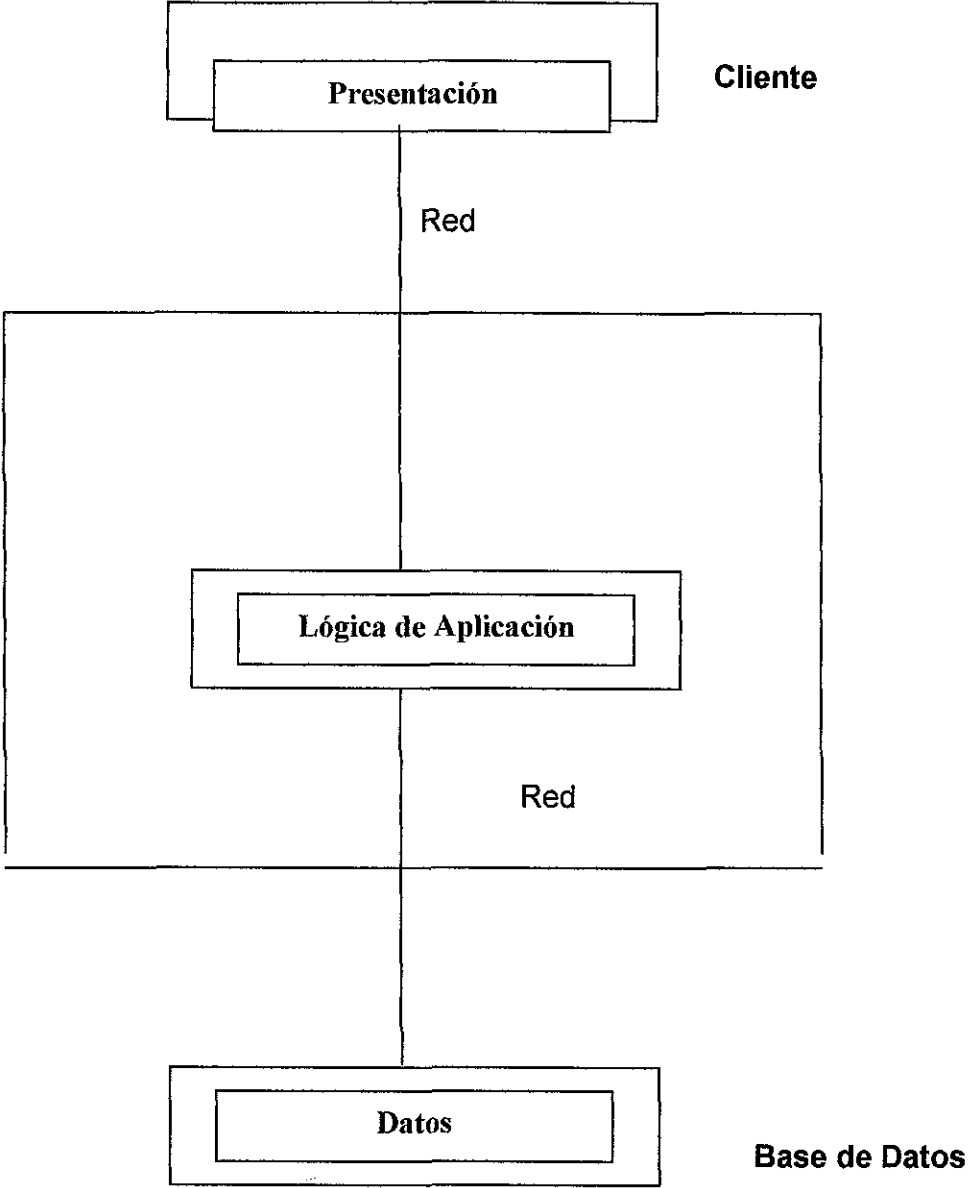 Presentación
Cliente
Red
Lógica de Aplicación
Red
Datos
Base de Datos